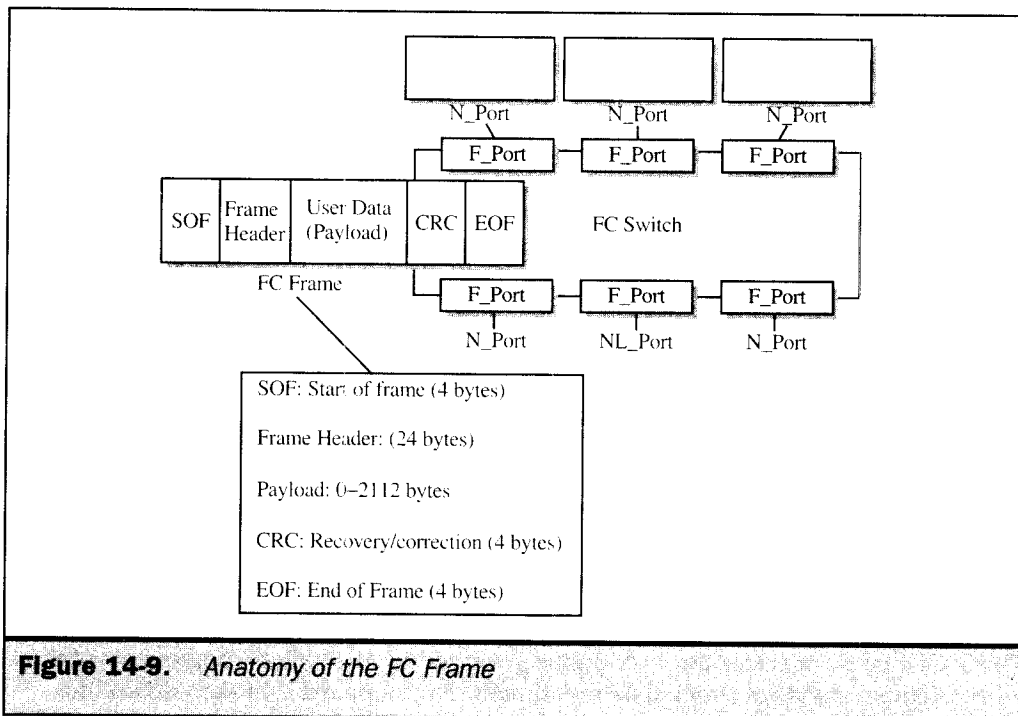 N_Port N_Port N_Port
F_Port F_Port F_Port
SOF Frame Header User Data (Payload) CRC EOF
FC Switch
FC Frame
F_Port F_Port F_Port
N_Port NL_Port N_Port
SOF: Start of frame (4 bytes)
Frame Header: (24 bytes)
Payload: 0–2112 bytes
CRC: Recovery/correction (4 bytes)
EOF: End of Frame (4 bytes)
Figure 14-9. Anatomy of the FC Frame